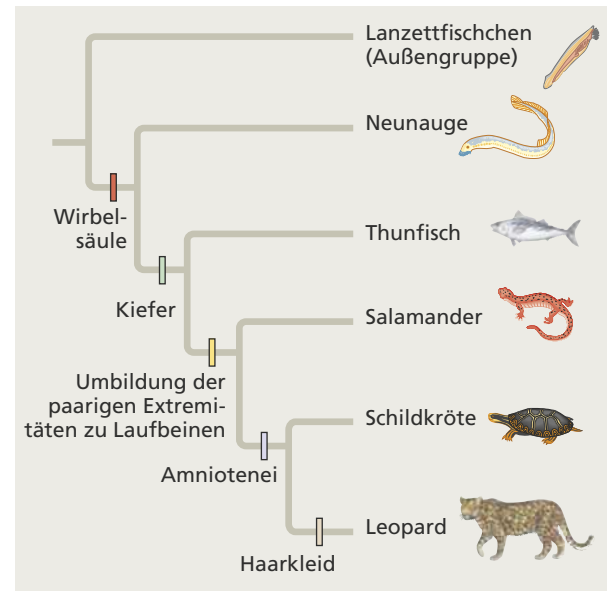 Lanzettfischchen
(Außengruppe)
Neunauge
Wirbel-
säule
Thunfisch
Kiefer
Salamander
Umbildung der
paarigen Extremi-
täten zu Laufbeinen
Schildkröte
Amniotenei
Leopard
Haarkleid